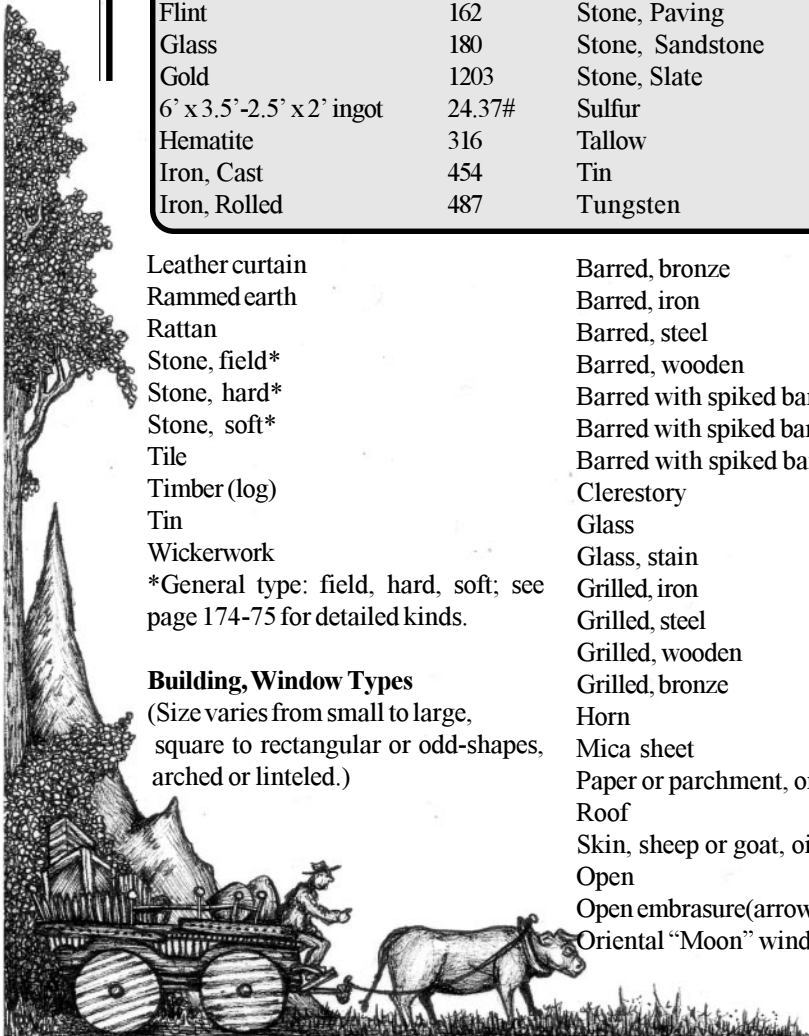 Flint 162 Stone, Paving
Glass 180 Stone, Sandstone
Gold 1203 Stone, Slate
6’ x 3.5’-2.5’ x 2’ ingot 24.37# Sulfur
Hematite 316 Tallow
Iron, Cast 454 Tin
Iron, Rolled 487 Tungsten
Leather curtain
Rammed earth
Rattan
Stone, field*
Stone, hard*
Stone, soft*
Tile
Timber (log)
Tin
Wickerwork
*General type: field, hard, soft; see
page 174-75 for detailed kinds.
Building, Window Types
(Size varies from small to large,
square to rectangular or odd-shapes,
arched or linteled.)
Barred, bronze
Barred, iron
Barred, steel
Barred, wooden
Barred with spiked
Barred with spiked
Barred with spiked
Clerestory
Glass
Glass, stain
Grilled, iron
Grilled, steel
Grilled, wooden
Grilled, bronze
Horn
Mica sheet
Paper or parchment,
Roof
Skin, sheep or goat,
Open
Open embrasure(arrow
Oriental “Moon”